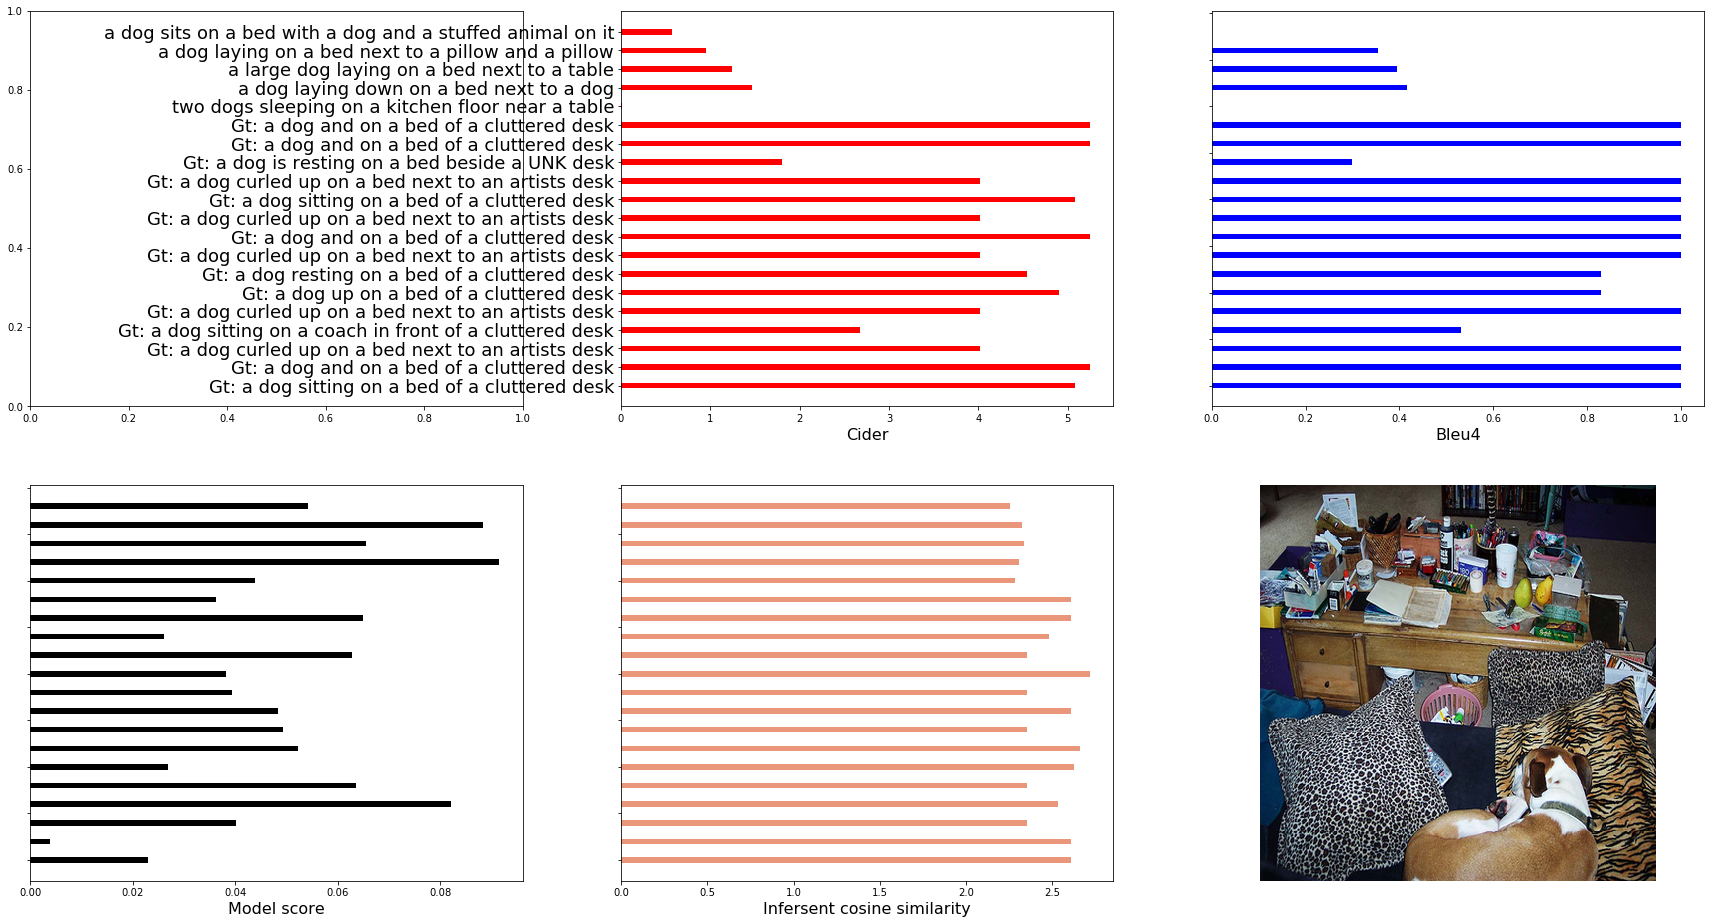 1.0
0.8
0.6
0.4
0.2
0.0
0.0 0.2 0.4 0.6 0.8 1.0
a dog sits on a bed with a dog and a stuffed animal on it
a dog laying on a bed next to a pillow and a pillow
a large dog laying on a bed next to a table
a dog laying down on a bed next to a dog
two dogs sleeping on a kitchen floor near a table
Gt: a dog and on a bed of a cluttered desk
Gt: a dog and on a bed of a cluttered desk
Gt: a dog is resting on a bed beside a UNK desk
Gt: a dog curled up on a bed next to an artists desk
Gt: a dog sitting on a bed of a cluttered desk
Gt: a dog curled up on a bed next to an artists desk
Gt: a dog and on a bed of a cluttered desk
Gt: a dog curled up on a bed next to an artists desk
Gt: a dog resting on a bed of a cluttered desk
Gt: a dog up on a bed of a cluttered desk
Gt: a dog curled up on a bed next to an artists desk
Gt: a dog sitting on a coach in front of a cluttered desk
Gt: a dog curled up on a bed next to an artists desk
Gt: a dog and on a bed of a cluttered desk
Gt: a dog sitting on a bed of a cluttered desk
0 1 2 3 4 5
Cider
0.0 0.2 0.4 0.6 0.8 1.0
Bleu4
0.00 0.02 0.04 0.06 0.08
Model score
0.0 0.5 1.0 1.5 2.0 2.5
Infersent cosine similarity